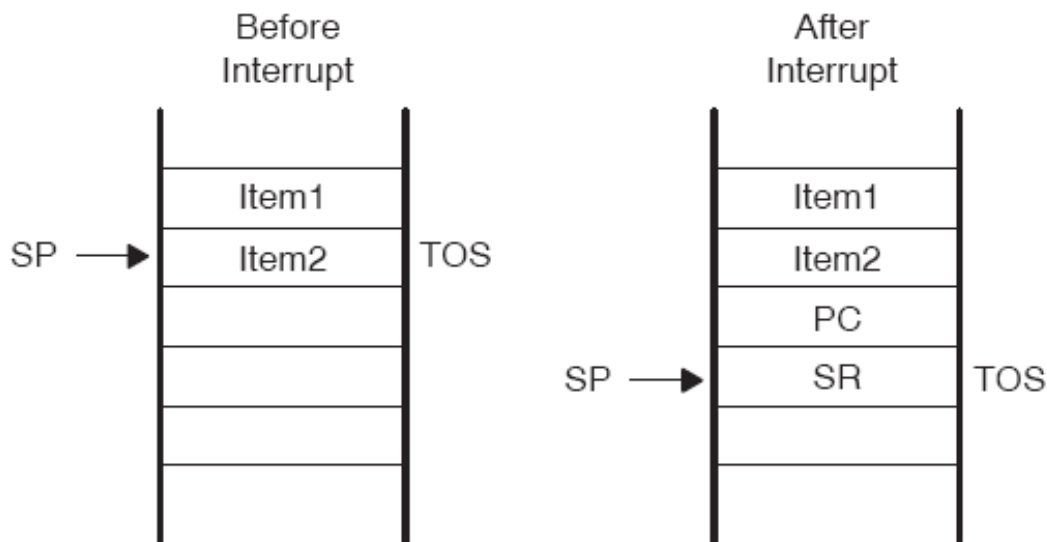 Before
Interrupt
After
Interrupt
Item1
Item1
SP
Item2
TOS
Item2
PC
SP
SR
TOS